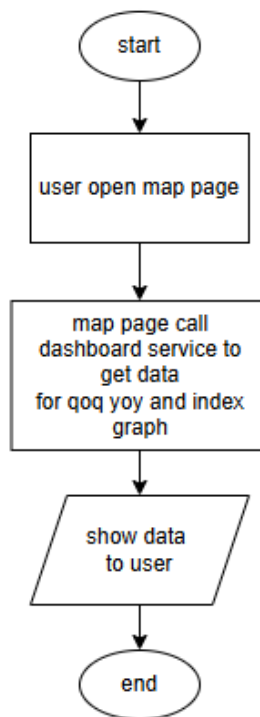 start
user open map page
map page call
dashboard service to
get data
for qoq yoy and index
graph
show data
to user
end